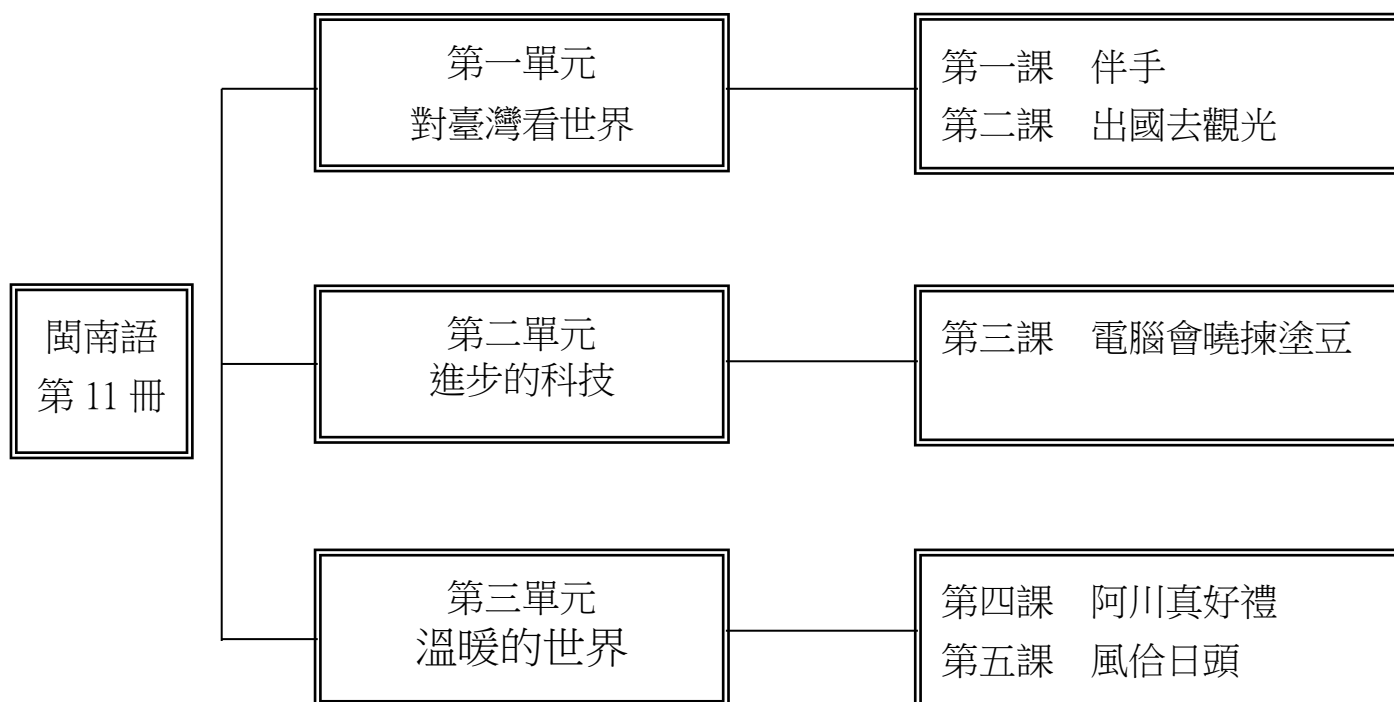 閩南語
第 11 冊
第一單元
對臺灣看世界
第一課　伴手
第二課　出國去觀光
第二單元
進步的科技
第三課　電腦會曉揀塗豆
第三單元
溫暖的世界
第四課　阿川真好禮
第五課　風佮日頭